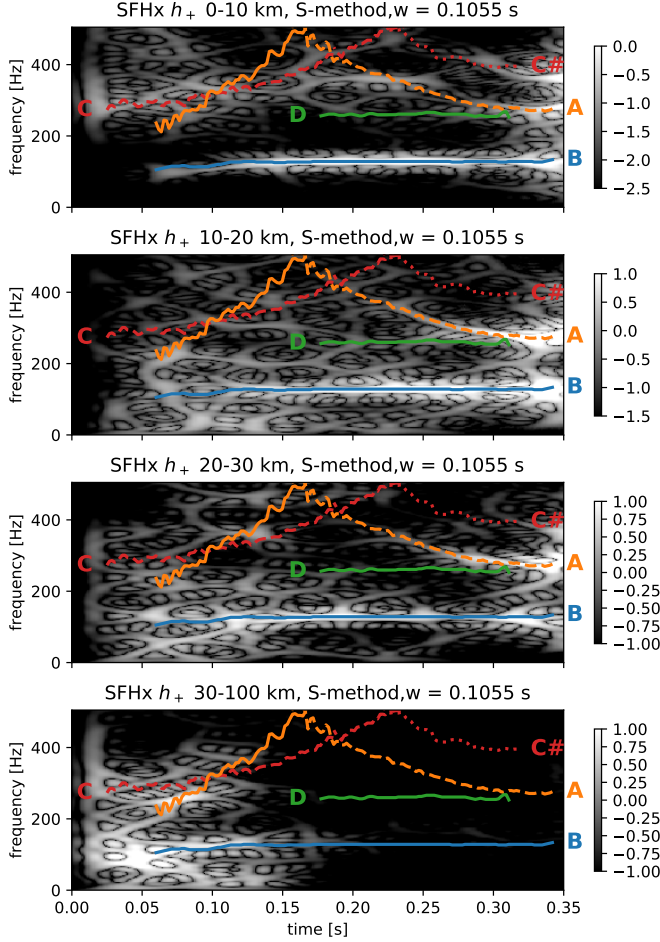 SFHx h+ 0-10 km, S-method,w = 0.1055 s
frequency [Hz]
400
200
0
C
D
C#
A
B
0.0
−0.5
−1.0
−1.5
−2.0
−2.5
SFHx h+ 10-20 km, S-method,w = 0.1055 s
frequency [Hz]
400
200
0
C
D
C#
A
B
1.0
0.5
0.0
−0.5
−1.0
−1.5
SFHx h+ 20-30 km, S-method,w = 0.1055 s
frequency [Hz]
400
200
0
C
D
C#
A
B
1.00
0.75
0.50
0.25
0.00
−0.25
−0.50
−0.75
−1.00
SFHx h+ 30-100 km, S-method,w = 0.1055 s
frequency [Hz]
400
200
0
C
D
C#
A
B
1.00
0.75
0.50
0.25
0.00
−0.25
−0.50
−0.75
−1.00
0.00 0.05 0.10 0.15 0.20 0.25 0.30 0.35
time [s]